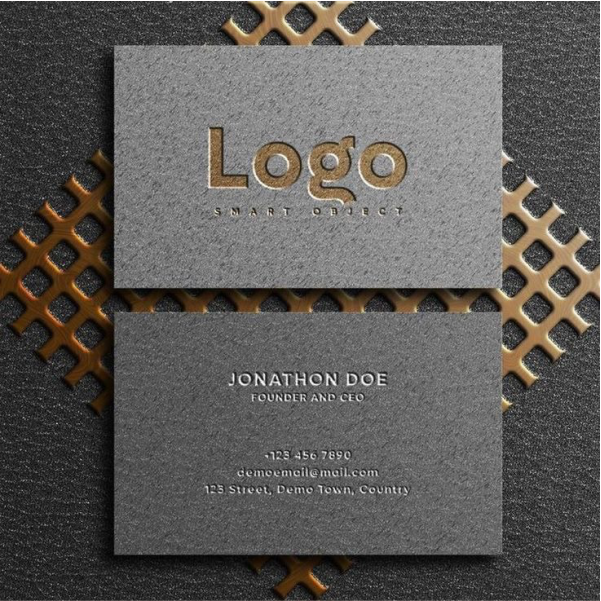 Logo
SMART OBJECT
JONATHON DOE
FOUNDER AND CEO
+123 456 7890
demoemail@mail.com
123 Street, Demo Town, Country